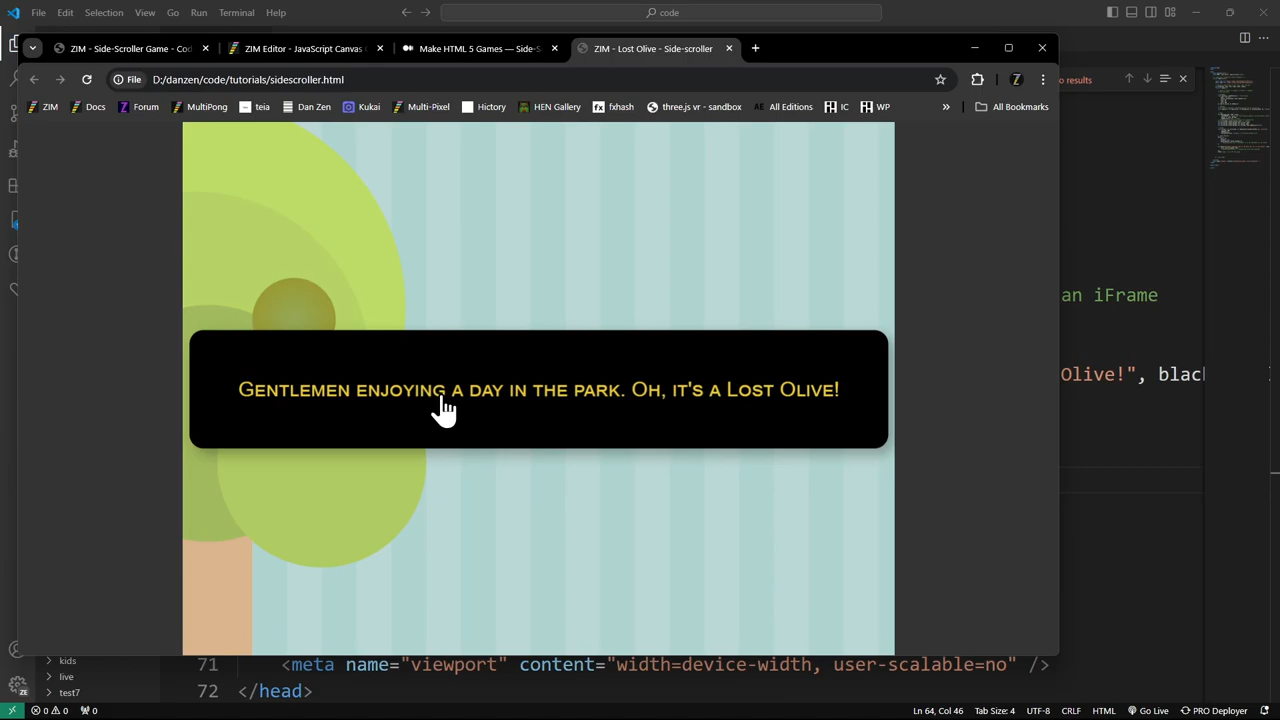 File Edit Selection View Go Run Terminal Help
code
ZIM - Side-Scroller Game - Cod
ZIM Editor - JavaScript Canvas
Make HTML 5 Games — Side-S
ZIM - Lost Olive - Side-scroller
File D:/danzen/code/tutorials/sidescroller.html
ZIM Docs Forum MultiPong teia Dan Zen Kukai Multi-Pixel Hictory HEN Gallery fxhash three.js vr - sandbox All Editions IC WP » All Bookmarks
o results
Gentlemen enjoying a day in the park. Oh, it's a Lost Olive!
an iFrame
Olive!", blac
kids
live
test7
71 <meta name="viewport" content="width=device-width, user-scalable=no" />
72 </head>
0 0 0 Ln 64, Col 46 Tab Size: 4 UTF-8 CRLF HTML Go Live PRO Deployer